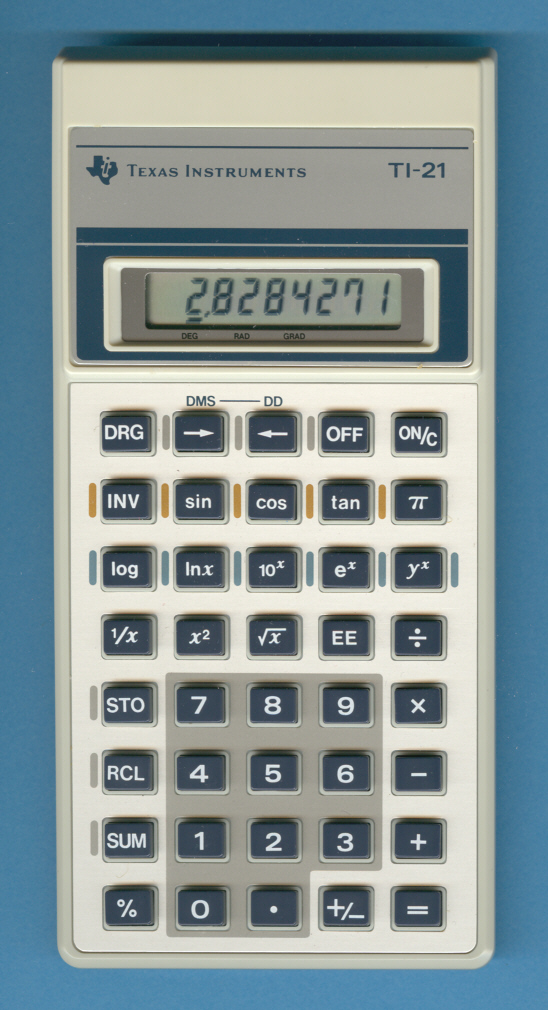 TEXAS INSTRUMENTS TI-21
2.8284271
DEG RAD GRAD
DMS DD
DRG → ← OFF ON/C
INV sin cos tan π
log lnx 10ˣ eˣ yˣ
1/x x² √x EE ÷
STO 7 8 9 ×
RCL 4 5 6 −
SUM 1 2 3 +
% 0 . +/− =